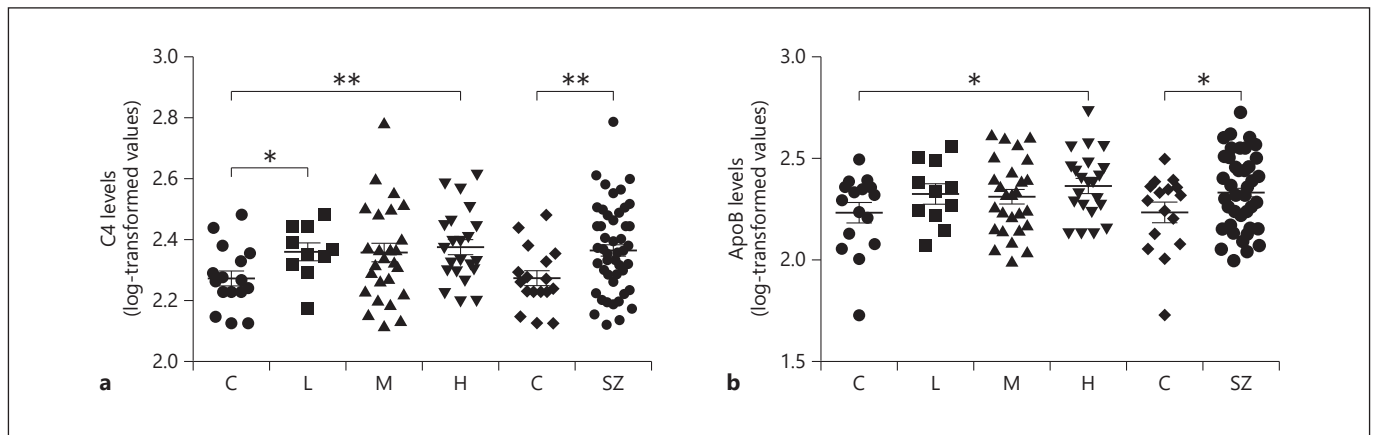 3.0
2.8
2.6
2.4
2.2
2.0
C4 levels
(log-transformed values)
**
**
*
a
C L M H C SZ
3.0
2.5
2.0
1.5
ApoB levels
(log-transformed values)
*
*
b
C L M H C SZ